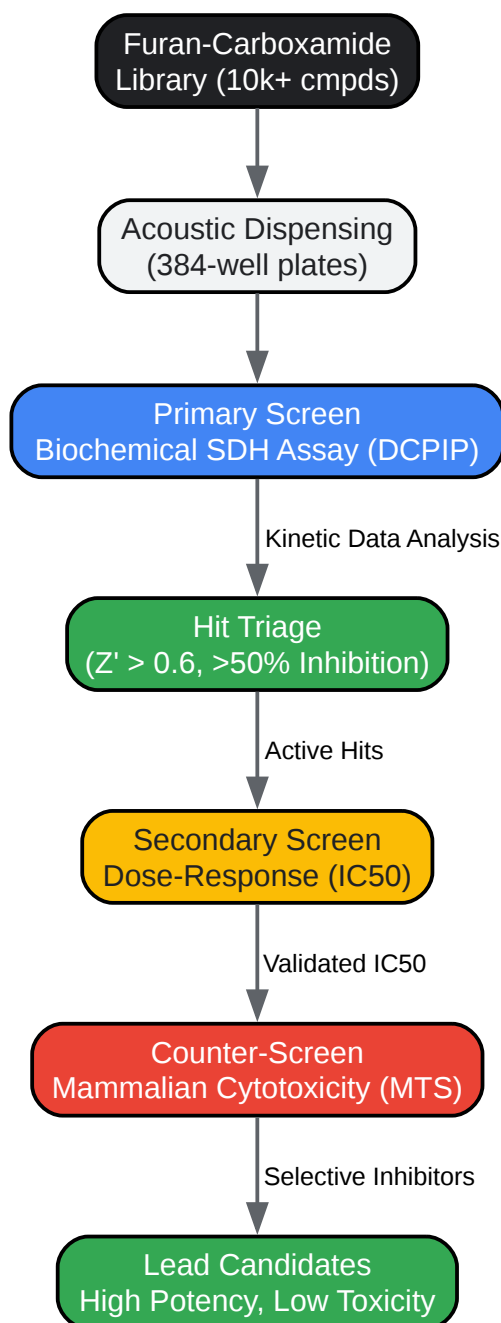 Furan-Carboxamide
Library (10k+ cmpds)
Acoustic Dispensing
(384-well plates)
Primary Screen
Biochemical SDH Assay (DCPIP)
Kinetic Data Analysis
Hit Triage
(Z' > 0.6, >50% Inhibition)
Active Hits
Secondary Screen
Dose-Response (IC50)
Validated IC50
Counter-Screen
Mammalian Cytotoxicity (MTS)
Selective Inhibitors
Lead Candidates
High Potency, Low Toxicity